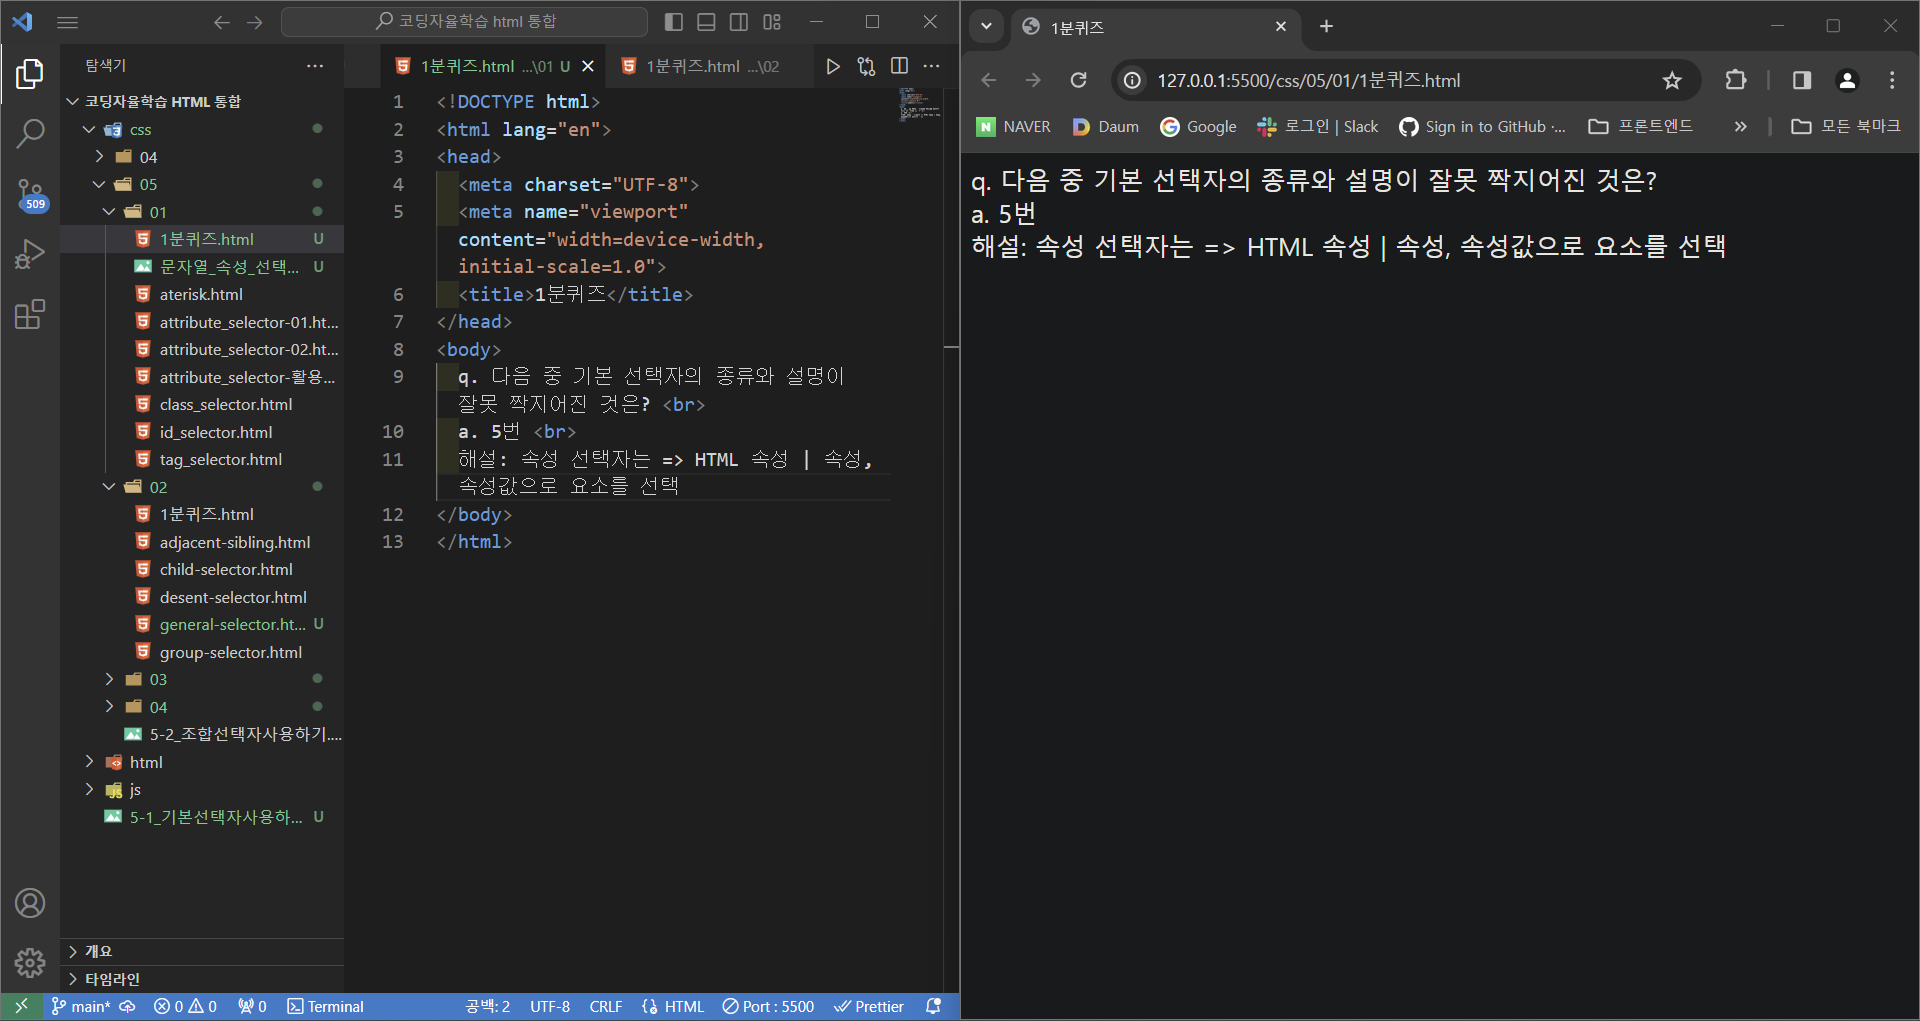 코딩자율학습 html 통합
탐색기
코딩자율학습 HTML 통합
css
04
05
01
1분퀴즈.html U
문자열_속성_선택... U
aterisk.html
attribute_selector-01.ht...
attribute_selector-02.ht...
attribute_selector-활용...
class_selector.html
id_selector.html
tag_selector.html
02
1분퀴즈.html
adjacent-sibling.html
child-selector.html
desent-selector.html
general-selector.ht... U
group-selector.html
03
04
5-2_조합선택자사용하기....
html
js
5-1_기본선택자사용하... U
개요
타임라인
509
1분퀴즈.html ...\01 U
1분퀴즈.html ...\02
1 <!DOCTYPE html>
2 <html lang="en">
3 <head>
4 <meta charset="UTF-8">
5 <meta name="viewport"
content="width=device-width,
initial-scale=1.0">
6 <title>1분퀴즈</title>
7 </head>
8 <body>
9 q. 다음 중 기본 선택자의 종류와 설명이
잘못 짝지어진 것은? <br>
10 a. 5번 <br>
11 해설: 속성 선택자는 => HTML 속성 | 속성,
속성값으로 요소를 선택
12 </body>
13 </html>
main* 0 0 0 Terminal 공백: 2 UTF-8 CRLF {} HTML Port : 5500 Prettier
1분퀴즈
127.0.0.1:5500/css/05/01/1분퀴즈.html
N NAVER D Daum G Google 로그인 | Slack Sign in to GitHub ·... 프론트엔드 » 모든 북마크
q. 다음 중 기본 선택자의 종류와 설명이 잘못 짝지어진 것은?
a. 5번
해설: 속성 선택자는 => HTML 속성 | 속성, 속성값으로 요소를 선택